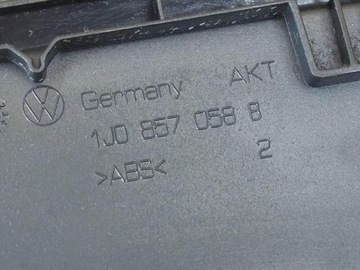 Germany AKT
1J0 857 058 B
>ABS< 2